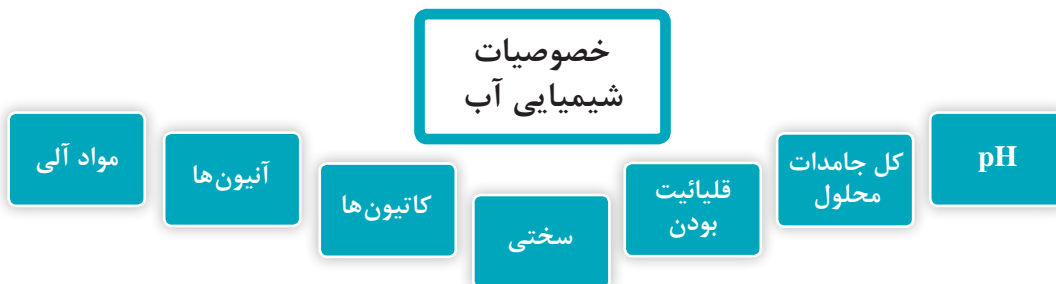 خصوصیات
شیمیایی آب
pH
کل جامدات
محلول
قلیائیت
بودن
سختی
کاتیون‌ها
آنیون‌ها
مواد آلی